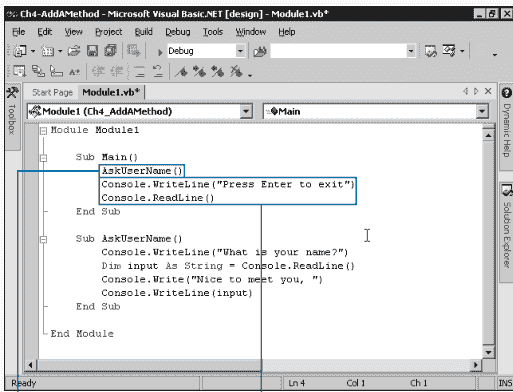 Ch4-AddAMethod - Microsoft Visual Basic.NET [design] - Module1.vb*
File Edit View Project Build Debug Tools Window Help
Debug
Start Page Module1.vb*
Module1 (Ch4_AddAMethod) Main
Toolbox
Dynamic Help
Solution Explorer
Module Module1
Sub Main()
AskUserName()
Console.WriteLine("Press Enter to exit")
Console.ReadLine()
End Sub
Sub AskUserName()
Console.WriteLine("What is your name?")
Dim input As String = Console.ReadLine()
Console.Write("Nice to meet you, ")
Console.WriteLine(input)
End Sub
End Module
Ready Ln 4 Col 1 Ch 1 INS